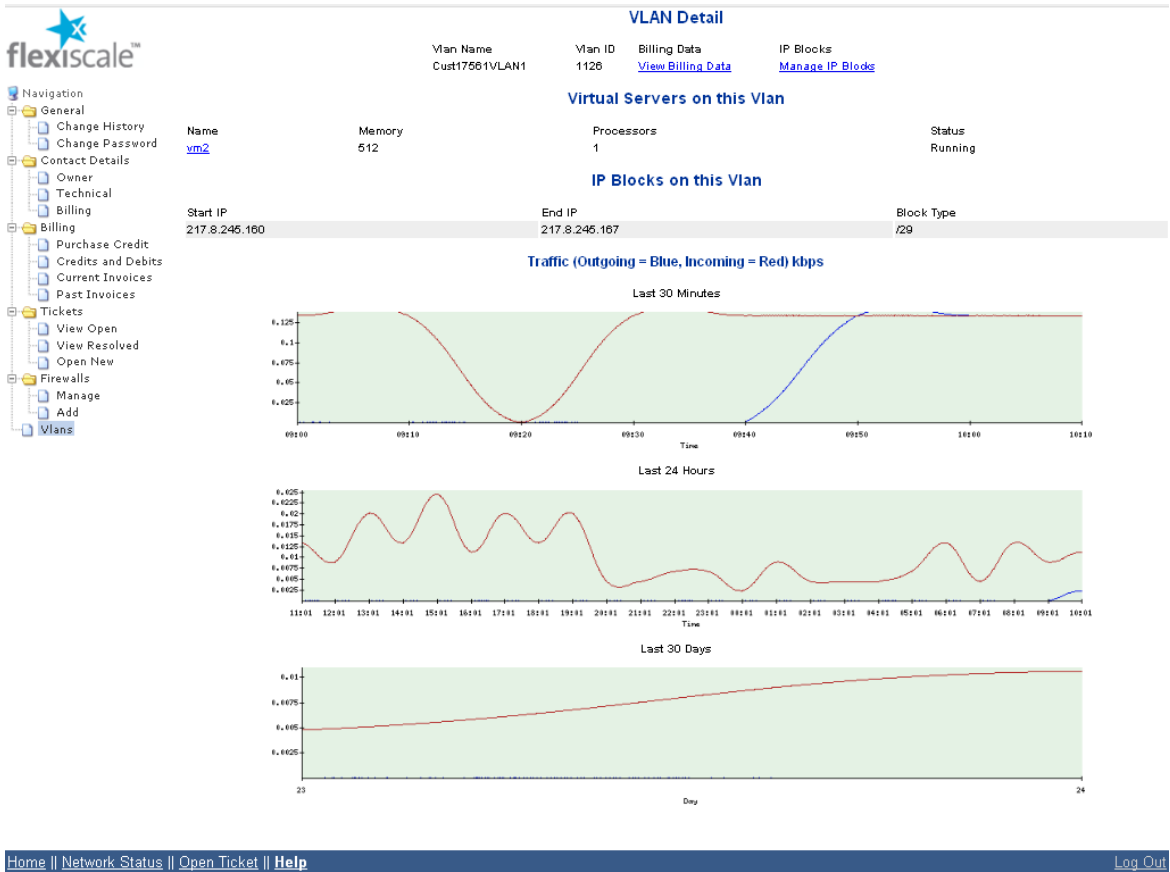 flexiscale™
Navigation
General
Change History
Change Password
Contact Details
Owner
Technical
Billing
Billing
Purchase Credit
Credits and Debits
Current Invoices
Past Invoices
Tickets
View Open
View Resolved
Open New
Firewalls
Manage
Add
Vlans
VLAN Detail
Vlan Name Vlan ID Billing Data IP Blocks
Cust17561VLAN1 1126 View Billing Data Manage IP Blocks
Virtual Servers on this Vlan
Name Memory Processors Status
vm2 512 1 Running
IP Blocks on this Vlan
Start IP End IP Block Type
217.8.245.160 217.8.245.167 /29
Traffic (Outgoing = Blue, Incoming = Red) kbps
Last 30 Minutes
0.125
0.1
0.075
0.05
0.025
09:00 09:10 09:20 09:30 09:40 09:50 10:00 10:10
Time
Last 24 Hours
0.025
0.0225
0.02
0.0175
0.015
0.0125
0.01
0.0075
0.005
0.0025
11:01 12:01 13:01 14:01 15:01 16:01 17:01 18:01 19:01 20:01 21:01 22:01 23:01 00:01 01:01 02:01 03:01 04:01 05:01 06:01 07:01 08:01 09:01 10:01
Time
Last 30 Days
0.01
0.0075
0.005
0.0025
23 24
Day
Home || Network Status || Open Ticket || Help Log Out